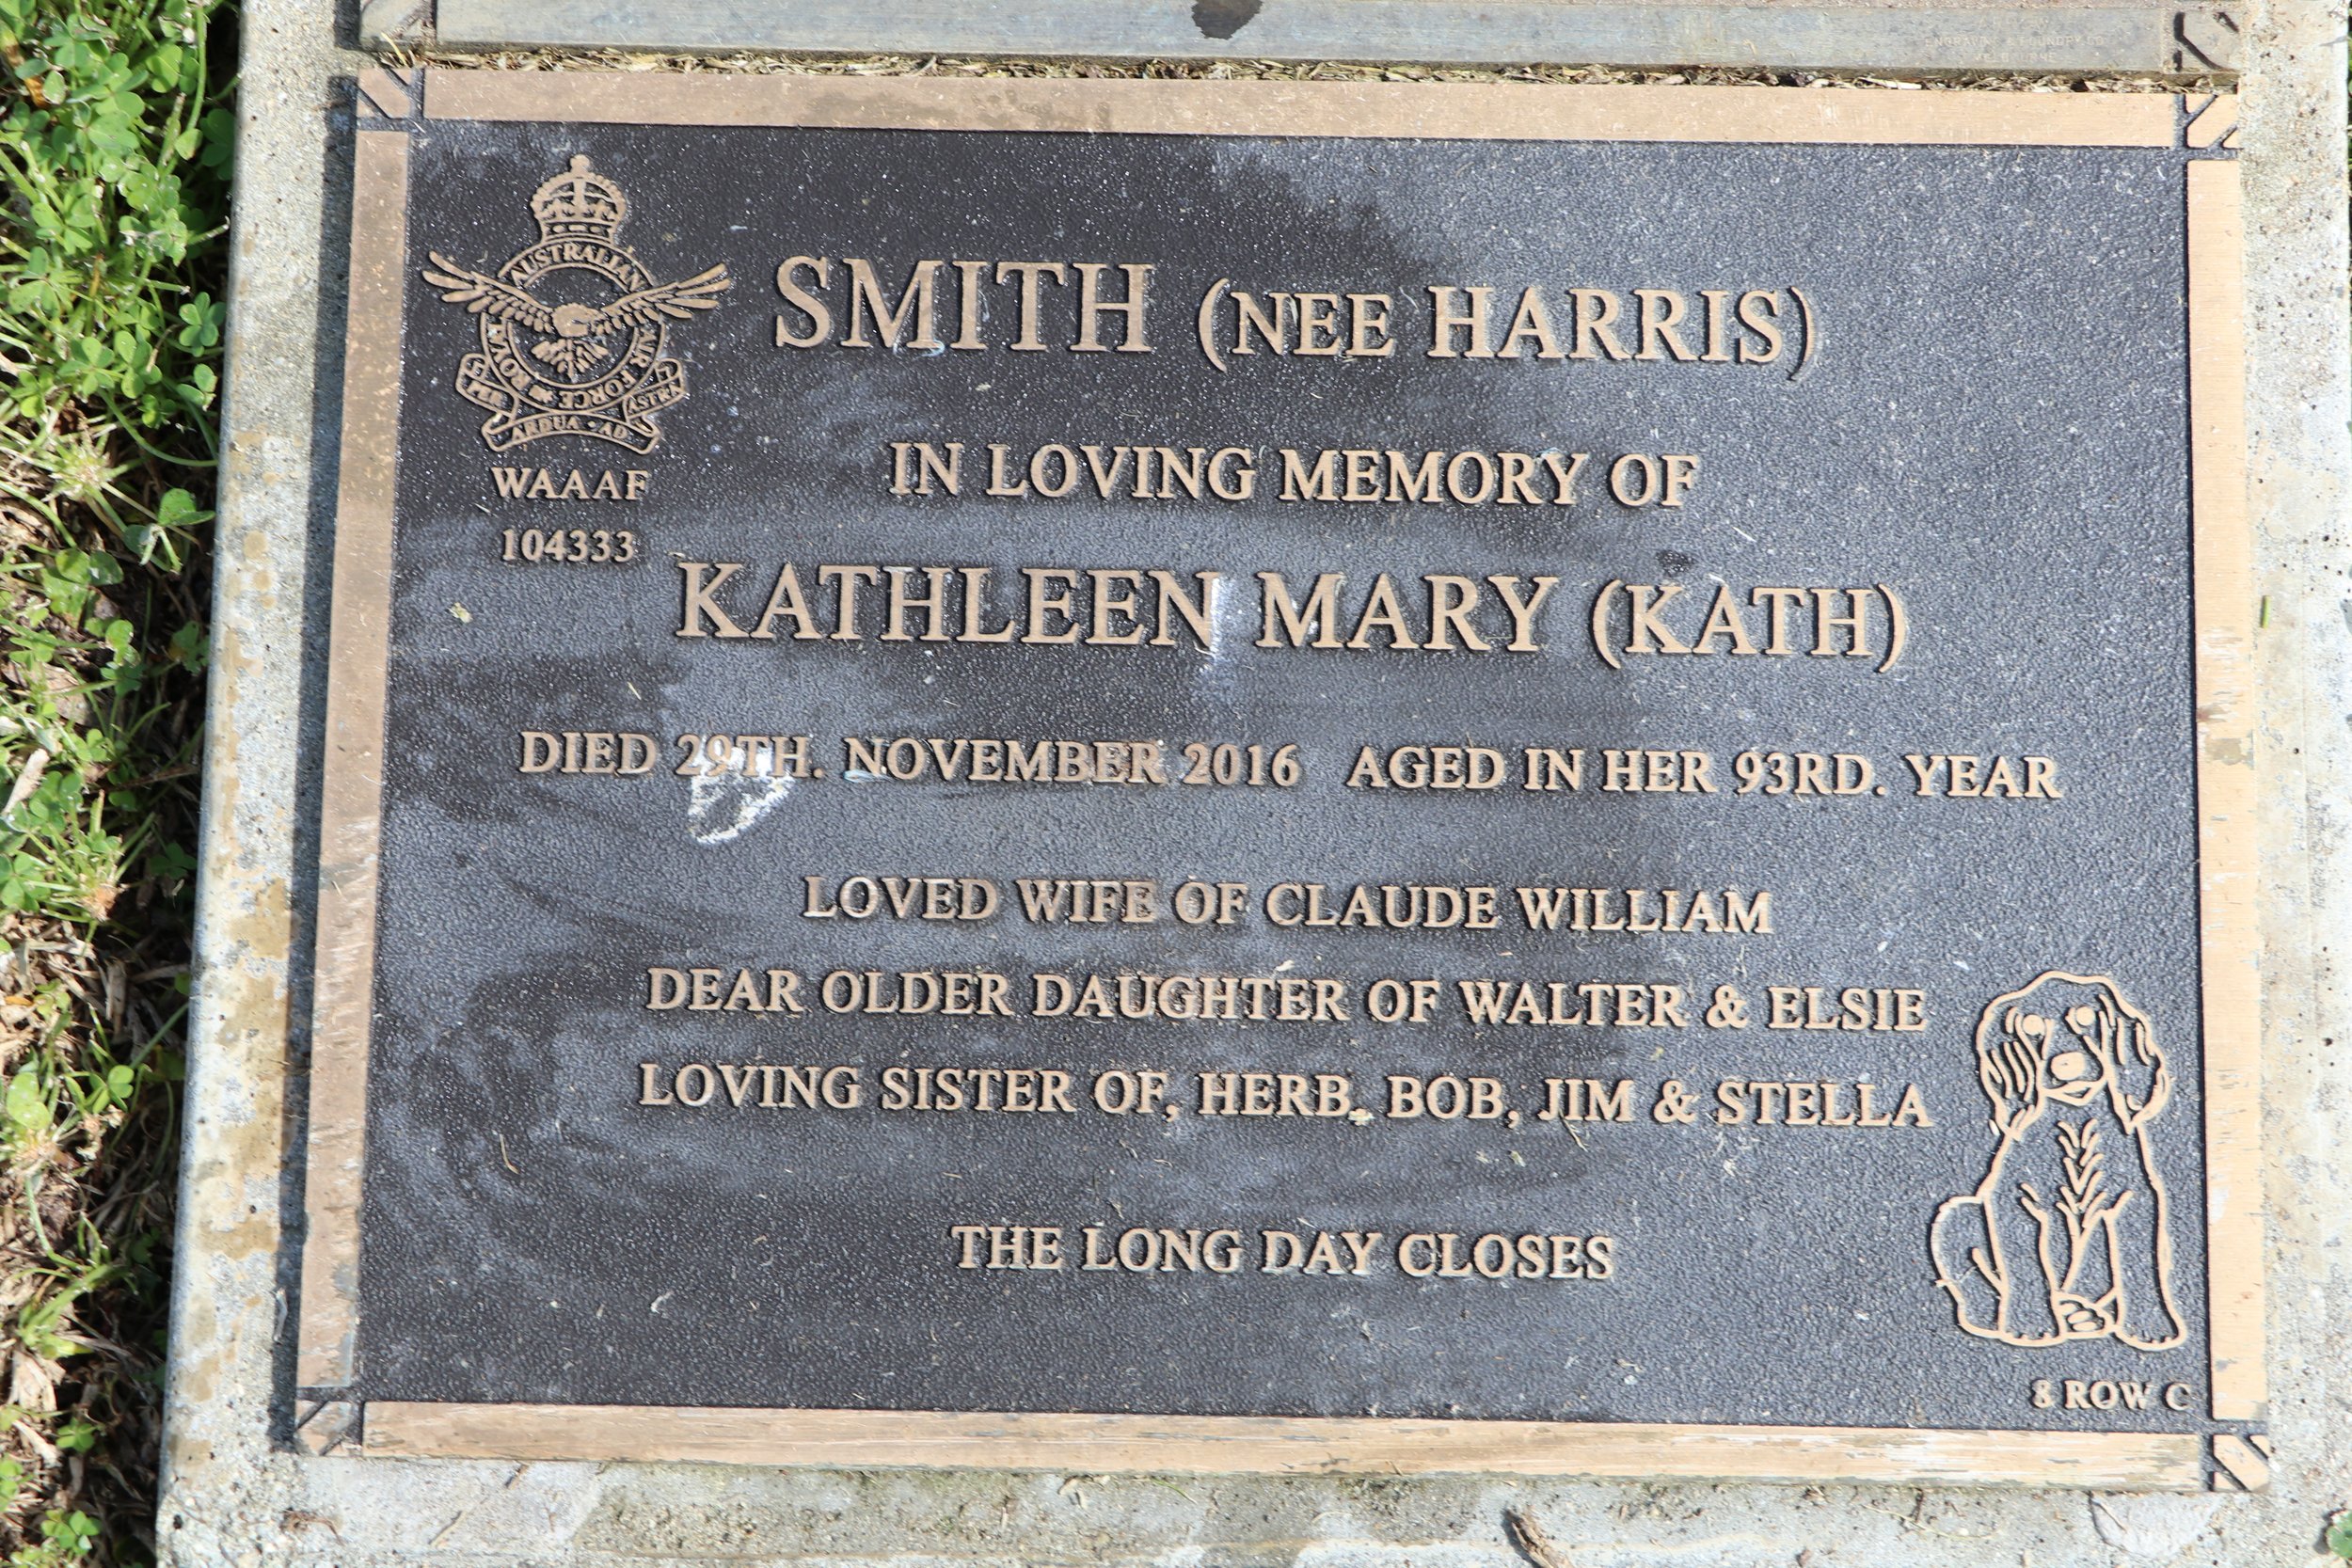 ROYAL AUSTRALIAN AIR FORCE
PER ARDUA • AD ASTRA
WAAAF
104333
SMITH (NEE HARRIS)
IN LOVING MEMORY OF
KATHLEEN MARY (KATH)
DIED 29TH. NOVEMBER 2016 AGED IN HER 93RD. YEAR
LOVED WIFE OF CLAUDE WILLIAM
DEAR OLDER DAUGHTER OF WALTER & ELSIE
LOVING SISTER OF, HERB, BOB, JIM & STELLA
THE LONG DAY CLOSES
8 ROW C